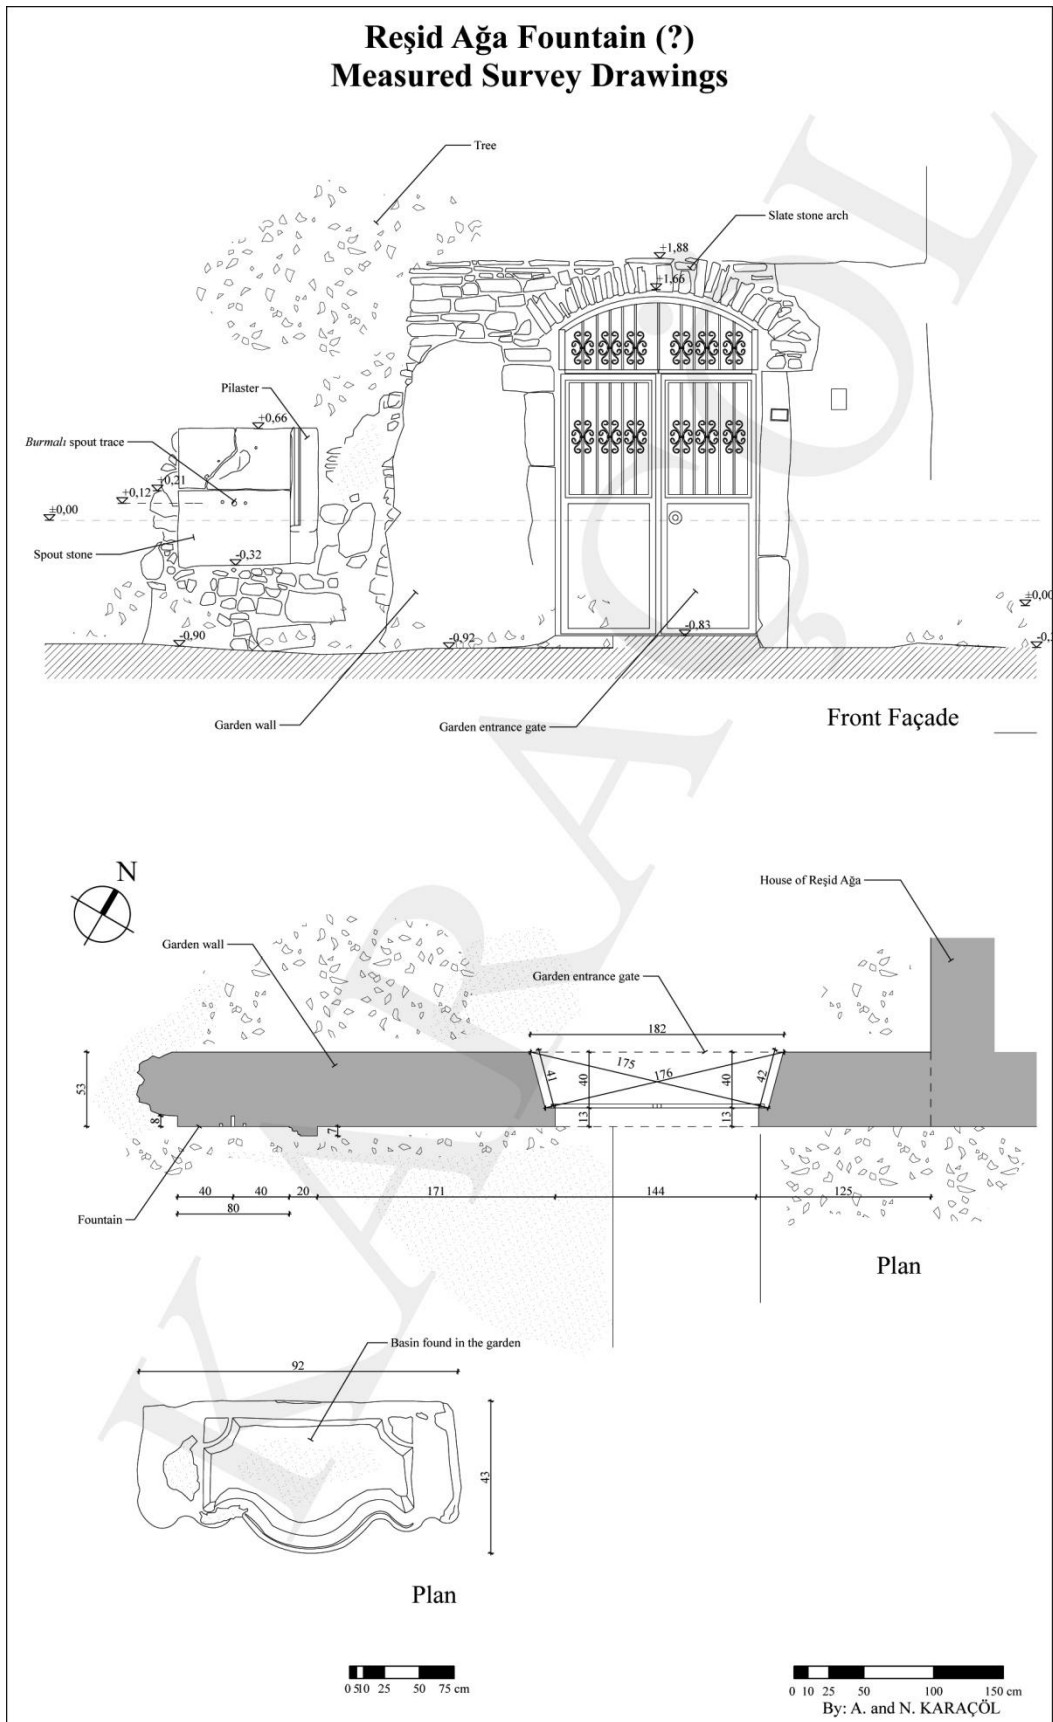 Reşid Ağa Fountain (?)
Measured Survey Drawings
Tree
Slate stone arch
+1,88
+1,66
Pilaster
+0,66
Burmalı spout trace
+0,21
+0,12
±0,00
Spout stone
-0,32
±0,00
-0,90
-0,92
-0,83
Garden wall
Garden entrance gate
Front Façade
N
House of Reşid Ağa
Garden wall
Garden entrance gate
182
175
176
41
40
40
42
53
8
7
13
13
40
40
20
171
144
125
80
Fountain
Plan
Basin found in the garden
92
43
Plan
0 5 10 25 50 75 cm
0 10 25 50 100 150 cm
By: A. and N. KARAÇÖL
KARAÇÖL